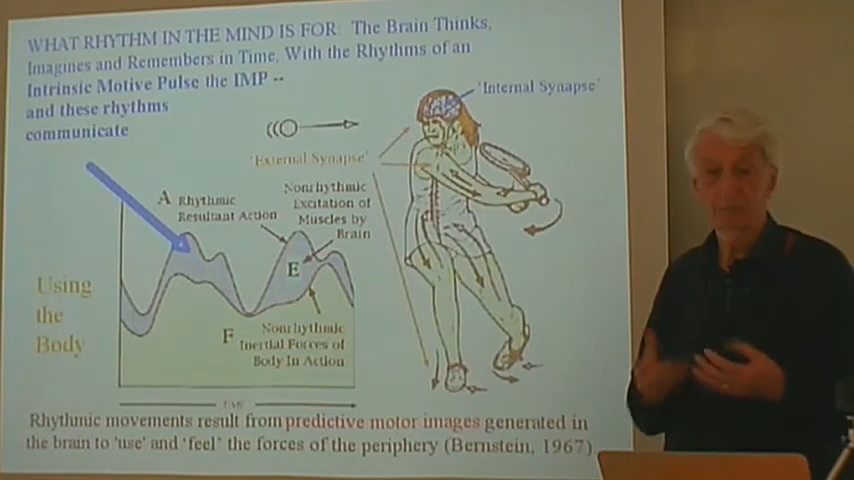 WHAT RHYTHM IN THE MIND IS FOR: The Brain Thinks,
Imagines and Remembers in Time, With the Rhythms of an
Intrinsic Motive Pulse the IMP --
and these rhythms
communicate
'Internal Synapse'
'External Synapse'
A Rhythmic
Resultant Action
Nonrhythmic
Excitation of
Muscles by
Brain
E
Using
the
Body
F Nonrhythmic
Inertial Forces of
Body In Action
TIME
Rhythmic movements result from predictive motor images generated in
the brain to 'use' and 'feel' the forces of the periphery (Bernstein, 1967)